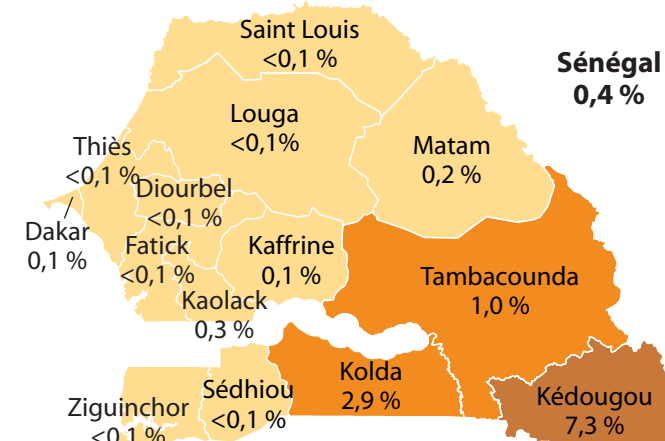 Saint Louis
<0,1 %
Sénégal
0,4 %
Louga
<0,1%
Matam
0,2 %
Thiès
<0,1 %
Diourbel
<0,1 %
Dakar
0,1 %
Fatick
<0,1 %
Kaffrine
0,1 %
Tambacounda
1,0 %
Kaolack
0,3 %
Kolda
2,9 %
Sédhiou
<0,1 %
Ziguinchor
<0,1 %
Kédougou
7,3 %